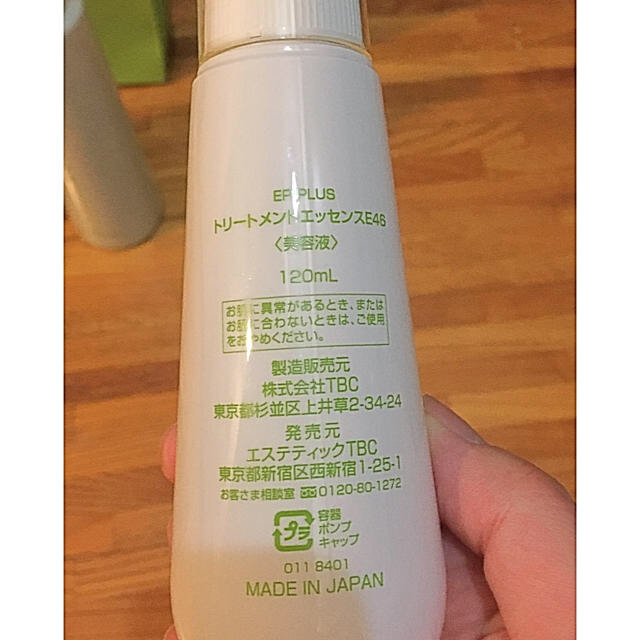 EPIPLUS
トリートメントエッセンスE46
〈美容液〉
120mL
お肌に異常があるとき、または
お肌に合わないときは、ご使用
をおやめください。
製造販売元
株式会社TBC
東京都杉並区上井草2-34-24
発売元
エステティックTBC
東京都新宿区西新宿1-25-1
お客さま相談室 0120-80-1272
プラ
容器
ポンプ
キャップ
011 8401
MADE IN JAPAN